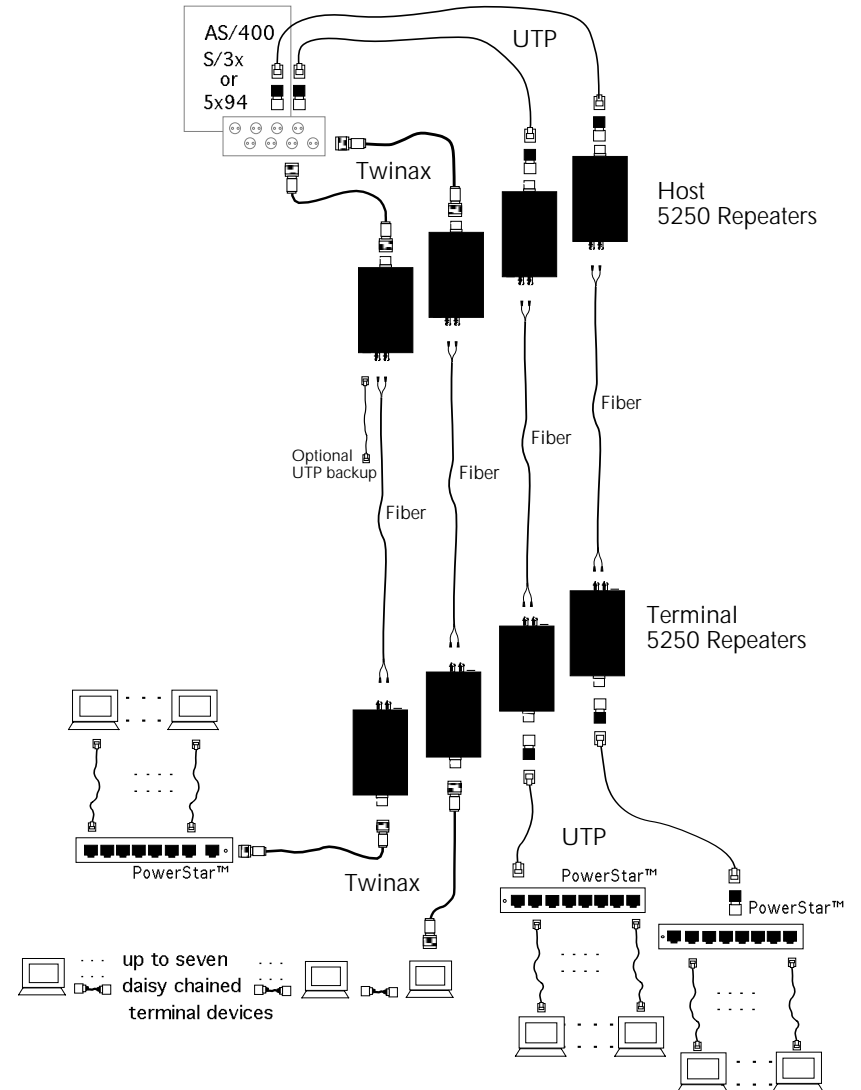 AS/400
S/3x
or
5x94
UTP
Twinax
Host
5250 Repeaters
Fiber
Fiber
Optional
UTP backup
Fiber
Fiber
Terminal
5250 Repeaters
UTP
PowerStar™
Twinax
PowerStar™
PowerStar™
up to seven
daisy chained
terminal devices